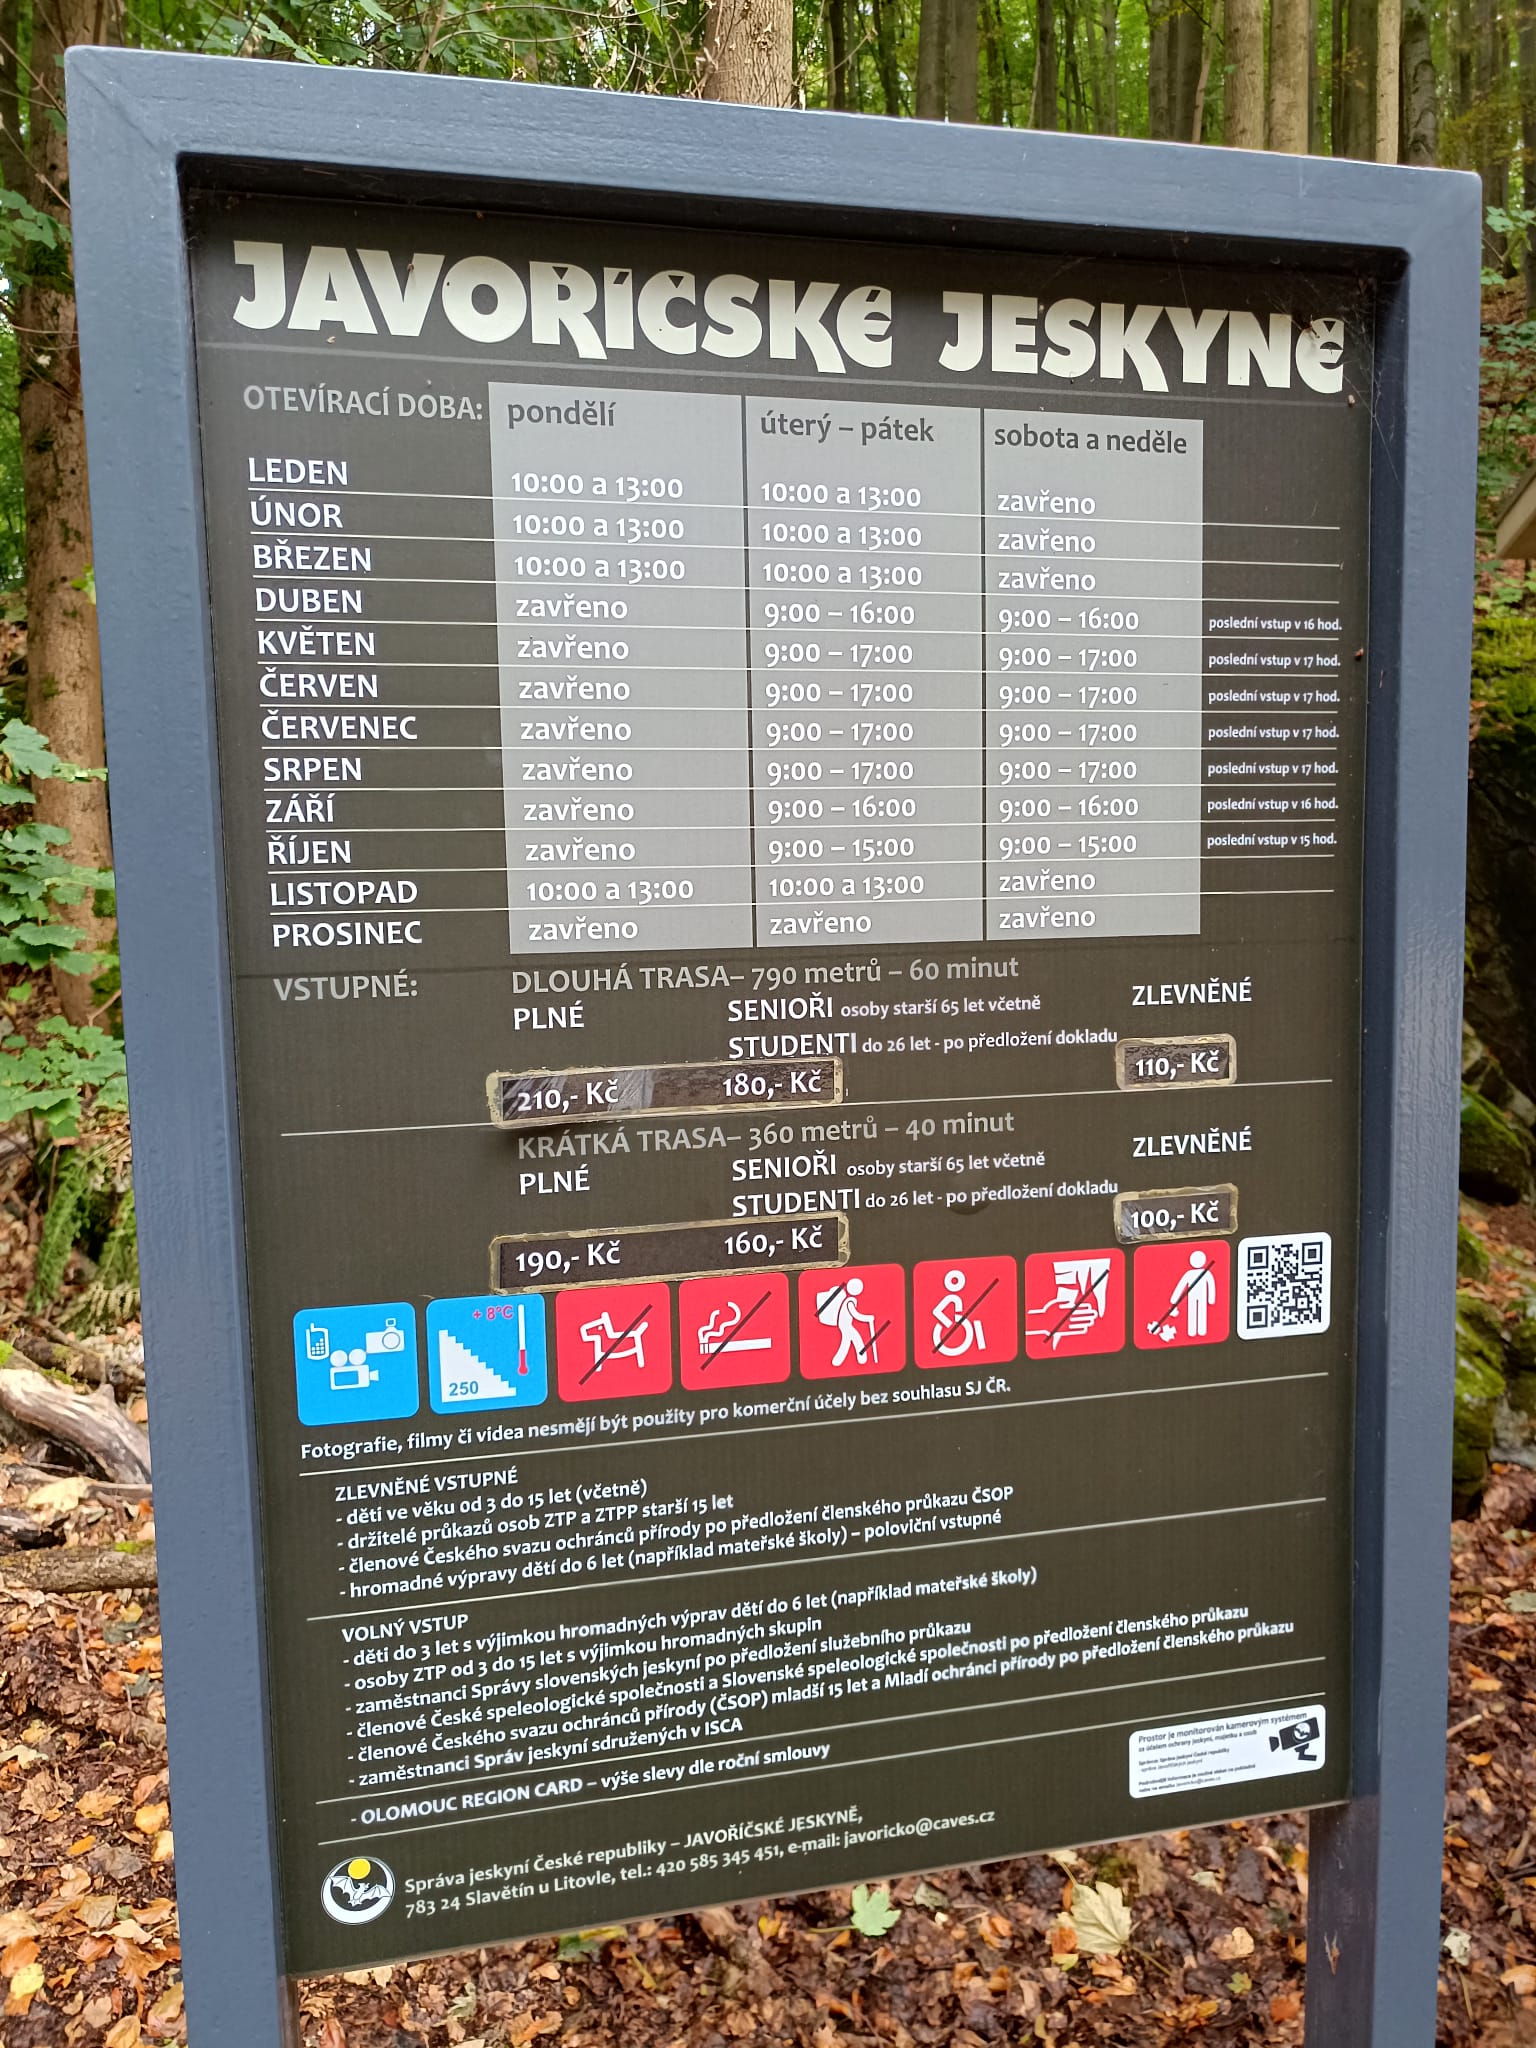 JAVOŘÍČSKÉ JESKYNĚ
OTEVÍRACÍ DOBA: pondělí úterý – pátek sobota a neděle
LEDEN 10:00 a 13:00 10:00 a 13:00 zavřeno
ÚNOR 10:00 a 13:00 10:00 a 13:00 zavřeno
BŘEZEN 10:00 a 13:00 10:00 a 13:00 zavřeno
DUBEN zavřeno 9:00 – 16:00 9:00 – 16:00 poslední vstup v 16 hod.
KVĚTEN zavřeno 9:00 – 17:00 9:00 – 17:00 poslední vstup v 17 hod.
ČERVEN zavřeno 9:00 – 17:00 9:00 – 17:00 poslední vstup v 17 hod.
ČERVENEC zavřeno 9:00 – 17:00 9:00 – 17:00 poslední vstup v 17 hod.
SRPEN zavřeno 9:00 – 17:00 9:00 – 17:00 poslední vstup v 17 hod.
ZÁŘÍ zavřeno 9:00 – 16:00 9:00 – 16:00 poslední vstup v 16 hod.
ŘÍJEN zavřeno 9:00 – 15:00 9:00 – 15:00 poslední vstup v 15 hod.
LISTOPAD 10:00 a 13:00 10:00 a 13:00 zavřeno
PROSINEC zavřeno zavřeno zavřeno
VSTUPNÉ: DLOUHÁ TRASA– 790 metrů – 60 minut
PLNÉ SENIOŘI osoby starší 65 let včetně ZLEVNĚNÉ
STUDENTI do 26 let - po předložení dokladu
210,- Kč 180,- Kč 110,- Kč
KRÁTKÁ TRASA– 360 metrů – 40 minut
PLNÉ SENIOŘI osoby starší 65 let včetně ZLEVNĚNÉ
STUDENTI do 26 let - po předložení dokladu
190,- Kč 160,- Kč 100,- Kč
+ 8°C
250
Fotografie, filmy či videa nesmějí být použity pro komerční účely bez souhlasu SJ ČR.
ZLEVNĚNÉ VSTUPNÉ
- děti ve věku od 3 do 15 let (včetně)
- držitelé průkazů osob ZTP a ZTPP starší 15 let
- členové Českého svazu ochránců přírody po předložení členského průkazu ČSOP
- hromadné výpravy dětí do 6 let (například mateřské školy) – poloviční vstupné
VOLNÝ VSTUP
- děti do 3 let s výjimkou hromadných výprav dětí do 6 let (například mateřské školy)
- osoby ZTP od 3 do 15 let s výjimkou hromadných skupin
- zaměstnanci Správy slovenských jeskyní po předložení služebního průkazu
- členové České speleologické společnosti a Slovenské speleologické společnosti po předložení členského průkazu
- členové Českého svazu ochránců přírody (ČSOP) mladší 15 let a Mladí ochránci přírody po předložení členského průkazu
- zaměstnanci Správ jeskyní sdružených v ISCA
- OLOMOUC REGION CARD – výše slevy dle roční smlouvy
Prostor je monitorován kamerovým systémem
za účelem ochrany jeskyní, majetku a osob
Správa jeskyní České republiky – JAVOŘÍČSKÉ JESKYNĚ,
783 24 Slavětín u Litovle, tel.: 420 585 345 451, e-mail: javoricko@caves.cz